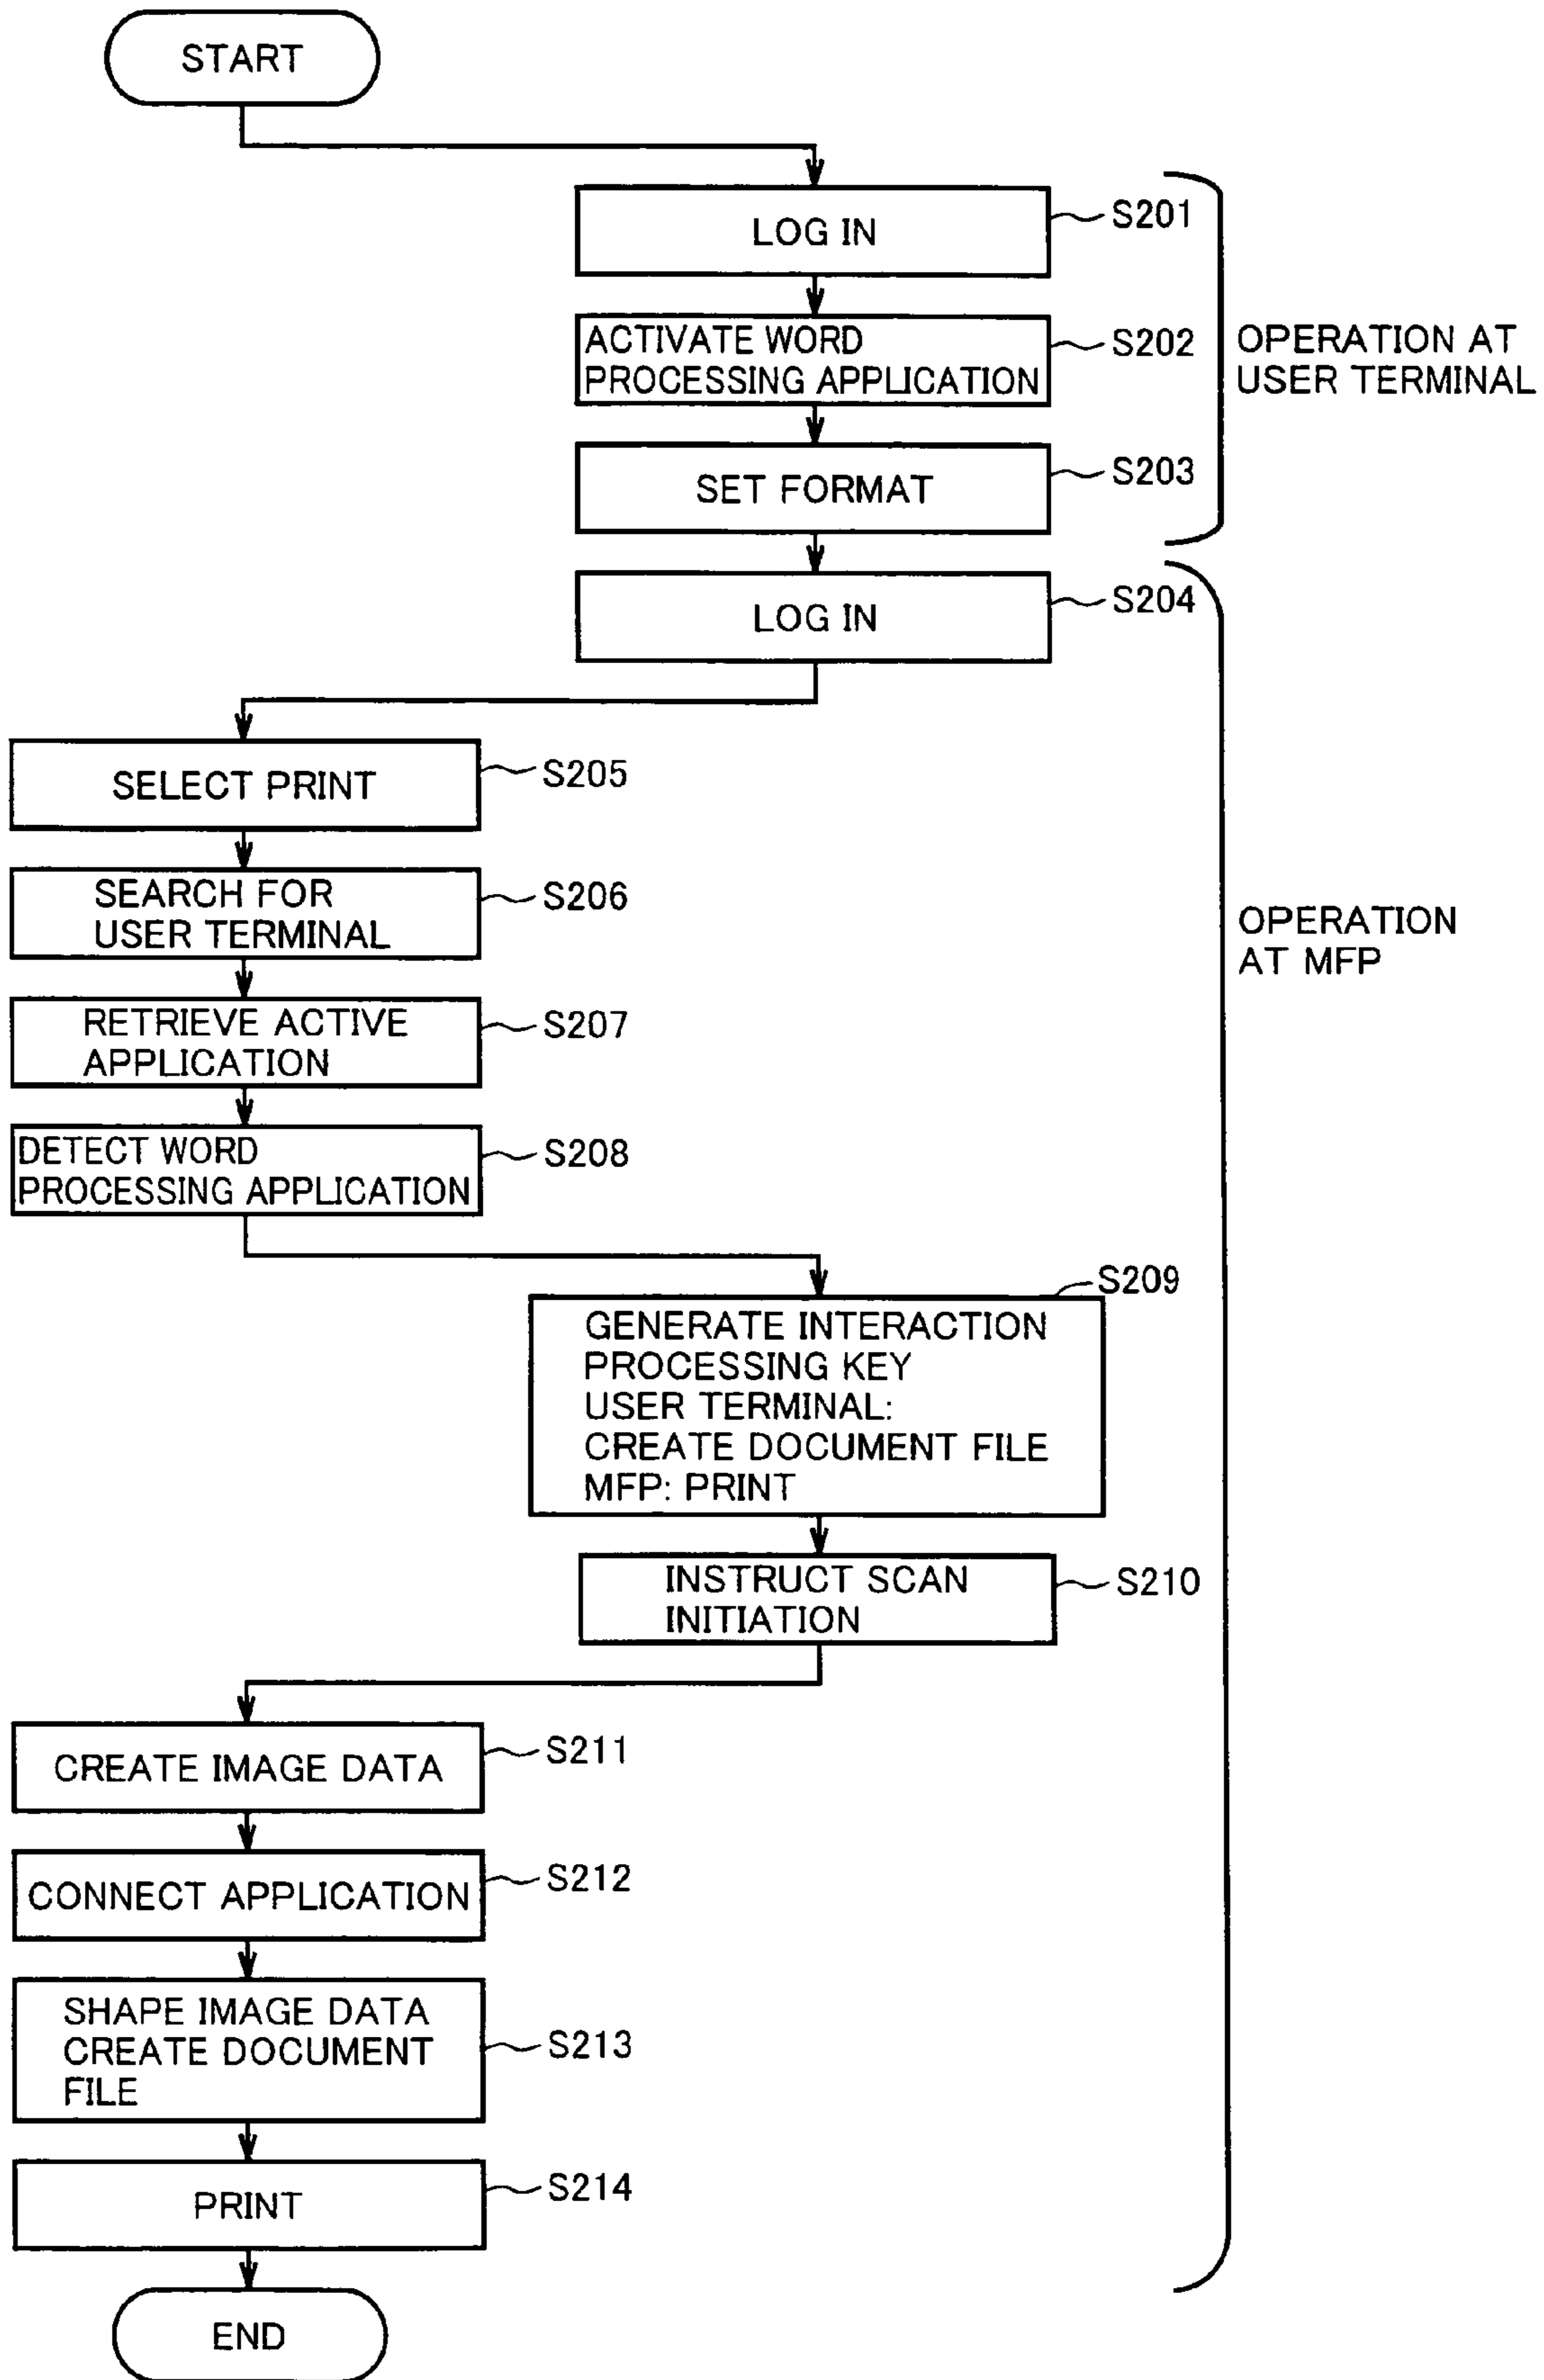 START
LOG IN
S201
ACTIVATE WORD
PROCESSING APPLICATION
S202
OPERATION AT
USER TERMINAL
SET FORMAT
S203
LOG IN
S204
SELECT PRINT
S205
SEARCH FOR
USER TERMINAL
S206
OPERATION
AT MFP
RETRIEVE ACTIVE
APPLICATION
S207
DETECT WORD
PROCESSING APPLICATION
S208
S209
GENERATE INTERACTION
PROCESSING KEY
USER TERMINAL:
CREATE DOCUMENT FILE
MFP: PRINT
INSTRUCT SCAN
INITIATION
S210
CREATE IMAGE DATA
S211
CONNECT APPLICATION
S212
SHAPE IMAGE DATA
CREATE DOCUMENT
FILE
S213
PRINT
S214
END